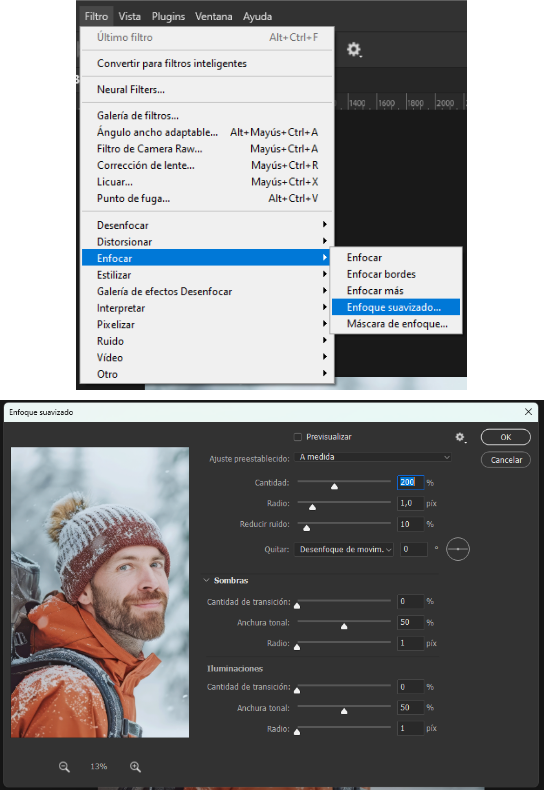 Filtro Vista Plugins Ventana Ayuda
Último filtro Alt+Ctrl+F
Convertir para filtros inteligentes
Neural Filters...
1400 1600 1800 2000
Galería de filtros...
Ángulo ancho adaptable... Alt+Mayús+Ctrl+A
Filtro de Camera Raw... Mayús+Ctrl+A
Corrección de lente... Mayús+Ctrl+R
Licuar... Mayús+Ctrl+X
Punto de fuga... Alt+Ctrl+V
Desenfocar
Distorsionar
Enfocar
Estilizar
Galería de efectos Desenfocar
Interpretar
Pixelizar
Ruido
Vídeo
Otro
Enfocar
Enfocar bordes
Enfocar más
Enfoque suavizado...
Máscara de enfoque...
Enfoque suavizado
Previsualizar
OK
Ajuste preestablecido: A medida
Cancelar
Cantidad: 200 %
Radio: 1,0 píx
Reducir ruido: 10 %
Quitar: Desenfoque de movim. 0 °
Sombras
Cantidad de transición: 0 %
Anchura tonal: 50 %
Radio: 1 píx
Iluminaciones
Cantidad de transición: 0 %
Anchura tonal: 50 %
Radio: 1 píx
13%